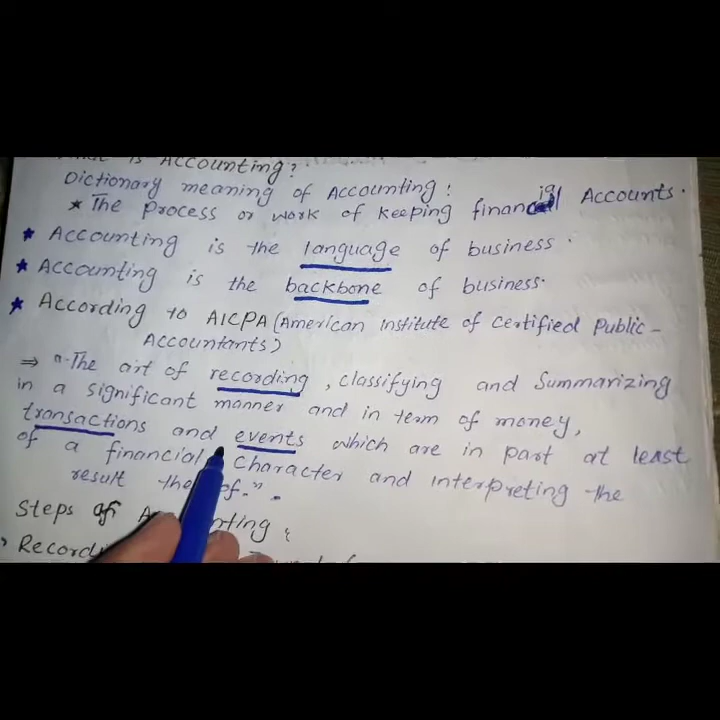 is Accounting?
Dictionary meaning of Accounting!
* The Process or work of keeping financial Accounts.
* Accounting is the language of business.
* Accounting is the backbone of business.
* According to AICPA (American Institute of Certified Public-
Accountants)
⇒ "The art of recording, classifying and Summarizing
in a significant manner and in term of money,
transactions and events which are in part at least
of a financial character and interpreting the
result the of."
Steps of